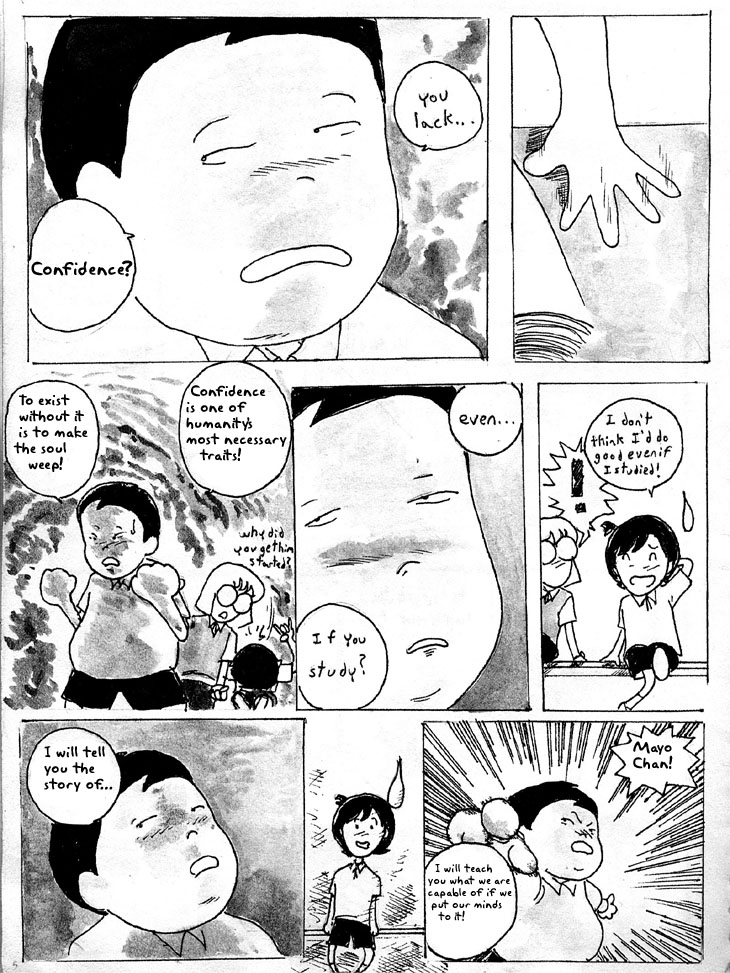 you
lack...
Confidence?
I don't
think I'd do
good even if
I studied!
!!
even...
If you
study?
Confidence
is one of
humanity's
most necessary
traits!
To exist
without it
is to make
the soul
weep!
why did
you get him
started?
Mayo
Chan!
I will teach
you what we are
capable of if we
put our minds
to it!
I will tell
you the
story of...
5